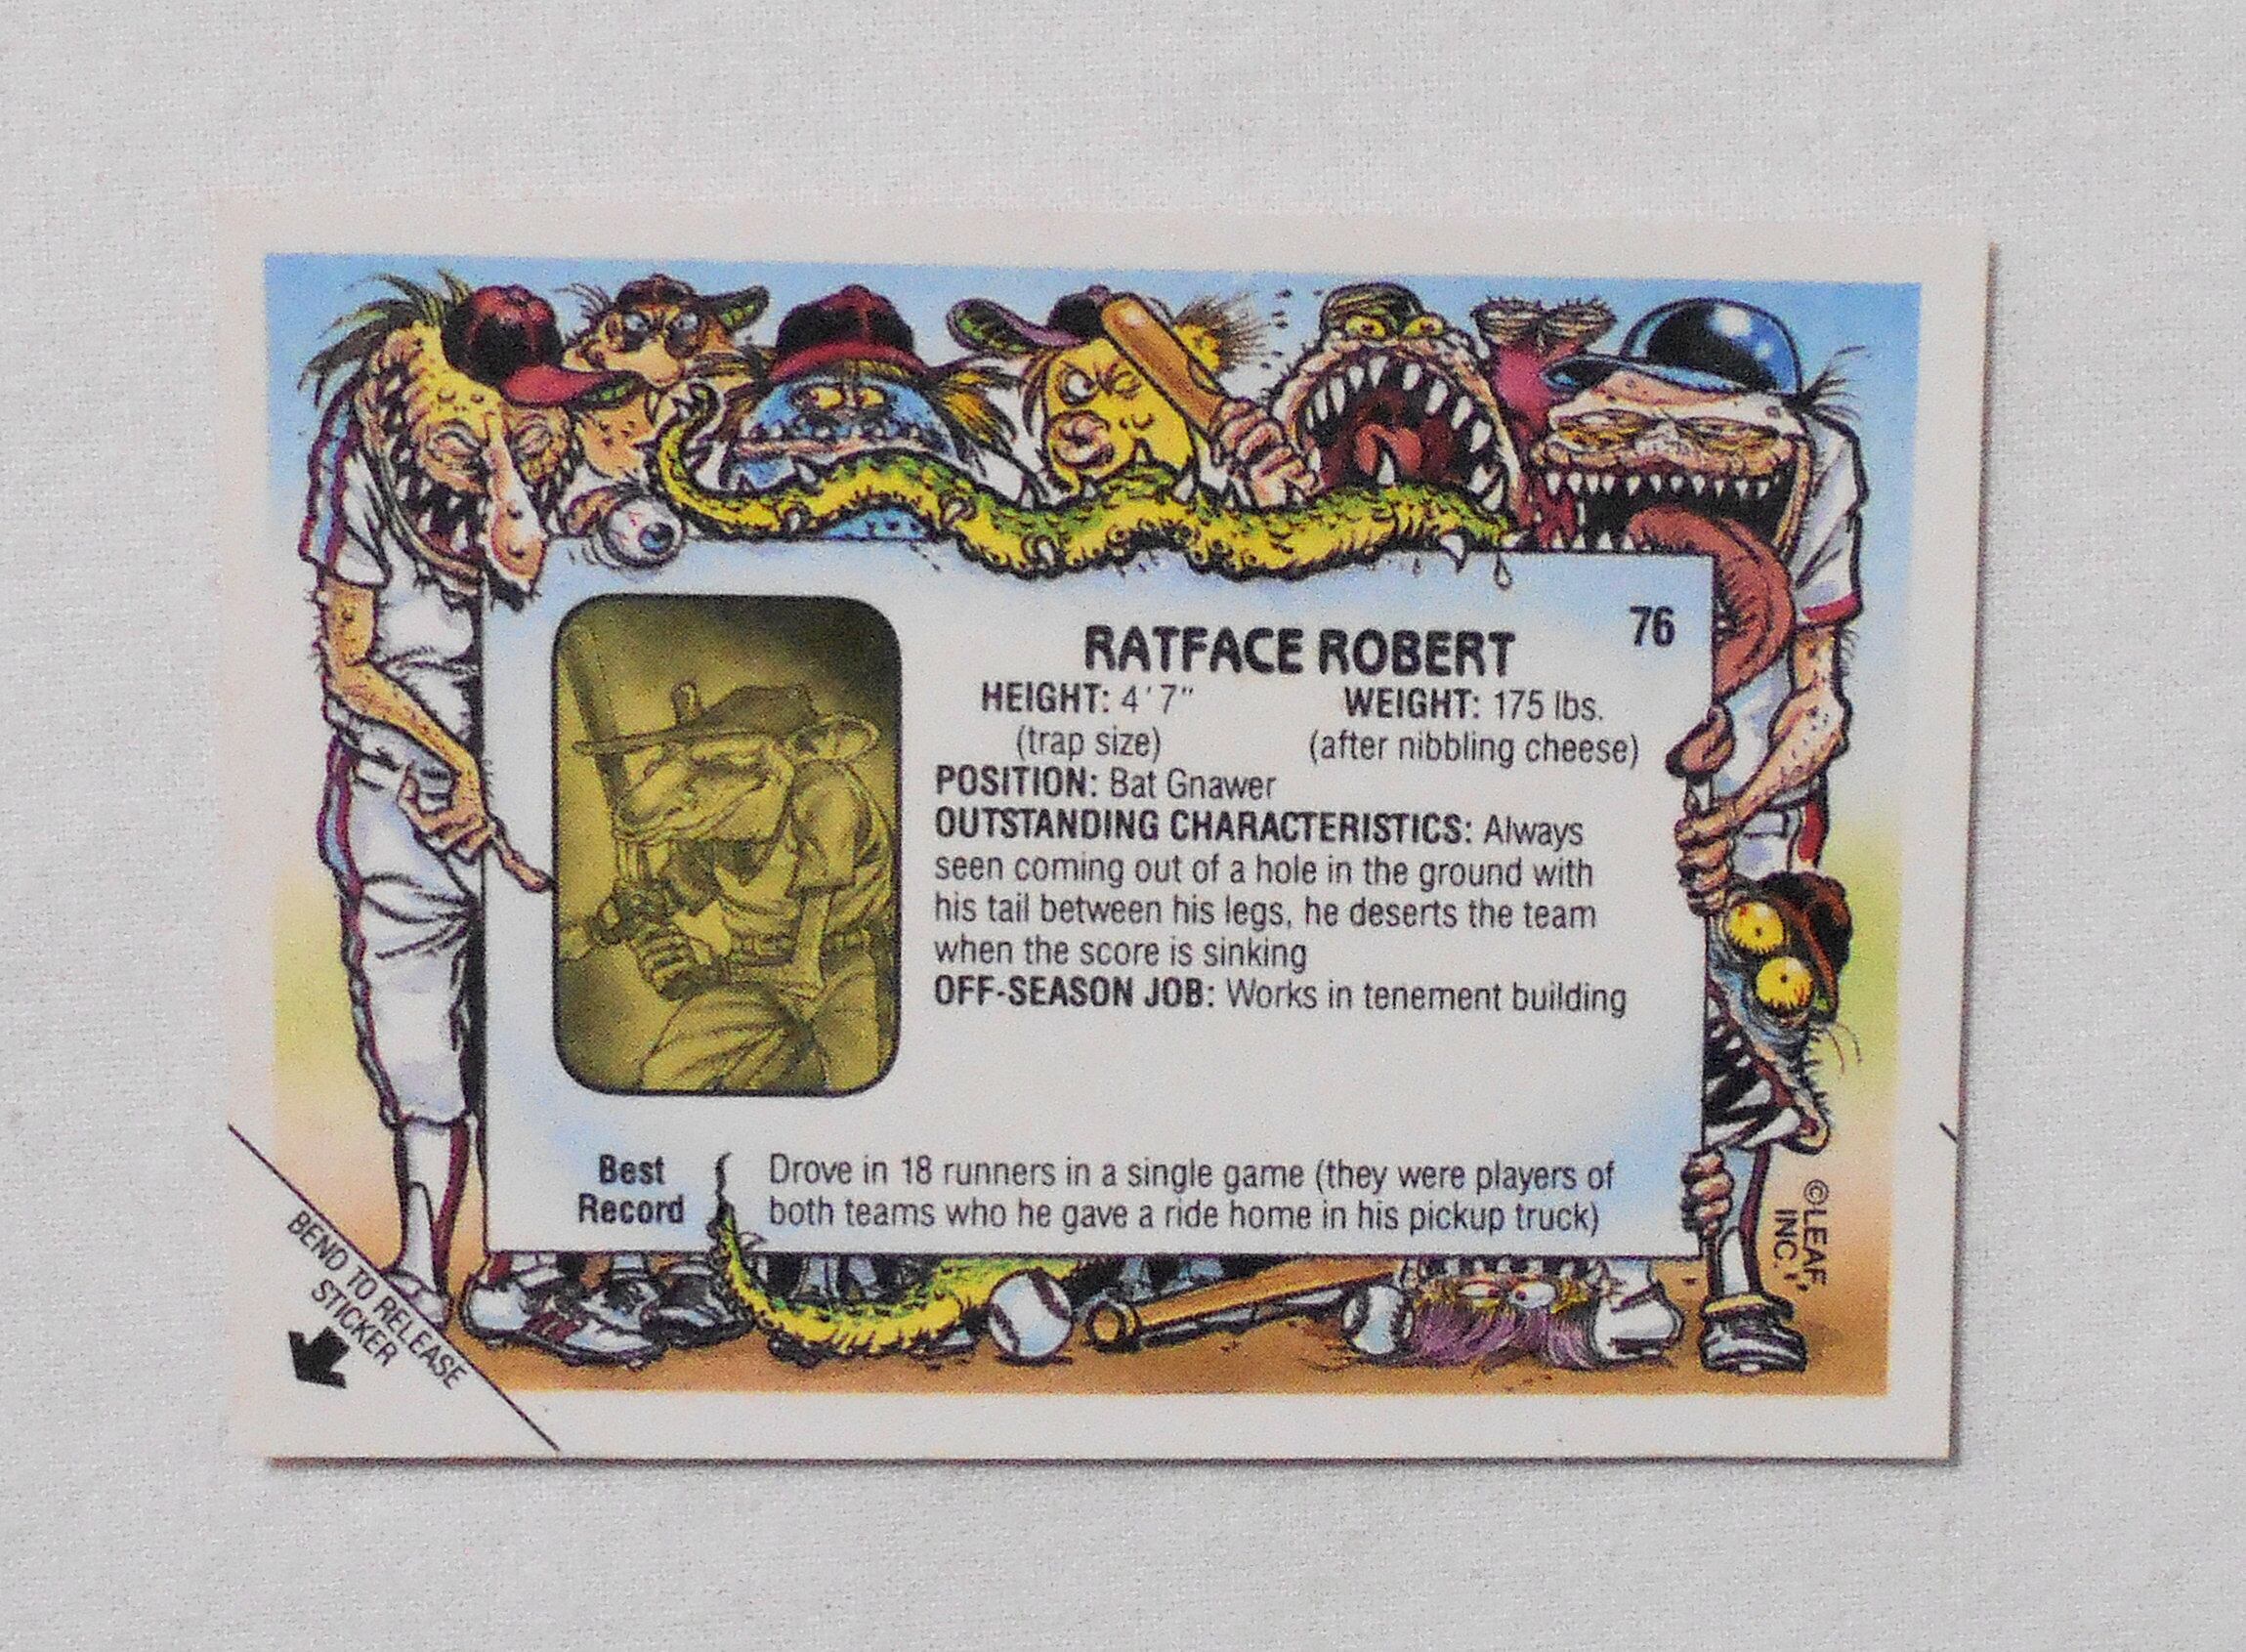 76
RATFACE ROBERT
HEIGHT: 4'7" WEIGHT: 175 lbs.
(trap size) (after nibbling cheese)
POSITION: Bat Gnawer
OUTSTANDING CHARACTERISTICS: Always
seen coming out of a hole in the ground with
his tail between his legs, he deserts the team
when the score is sinking
OFF-SEASON JOB: Works in tenement building
Best
Record
Drove in 18 runners in a single game (they were players of
both teams who he gave a ride home in his pickup truck)
©LEAF,
INC.
BEND TO RELEASE
STICKER